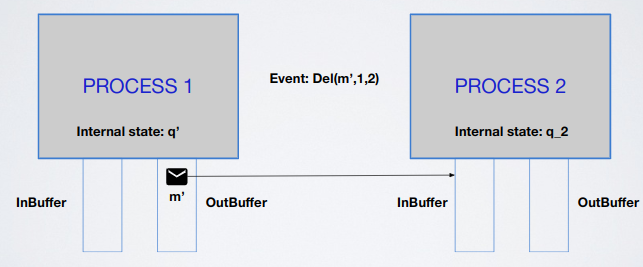 PROCESS 1
Internal state: q’
Event: Del(m’,1,2)
PROCESS 2
Internal state: q_2
InBuffer
m’
OutBuffer
InBuffer
OutBuffer